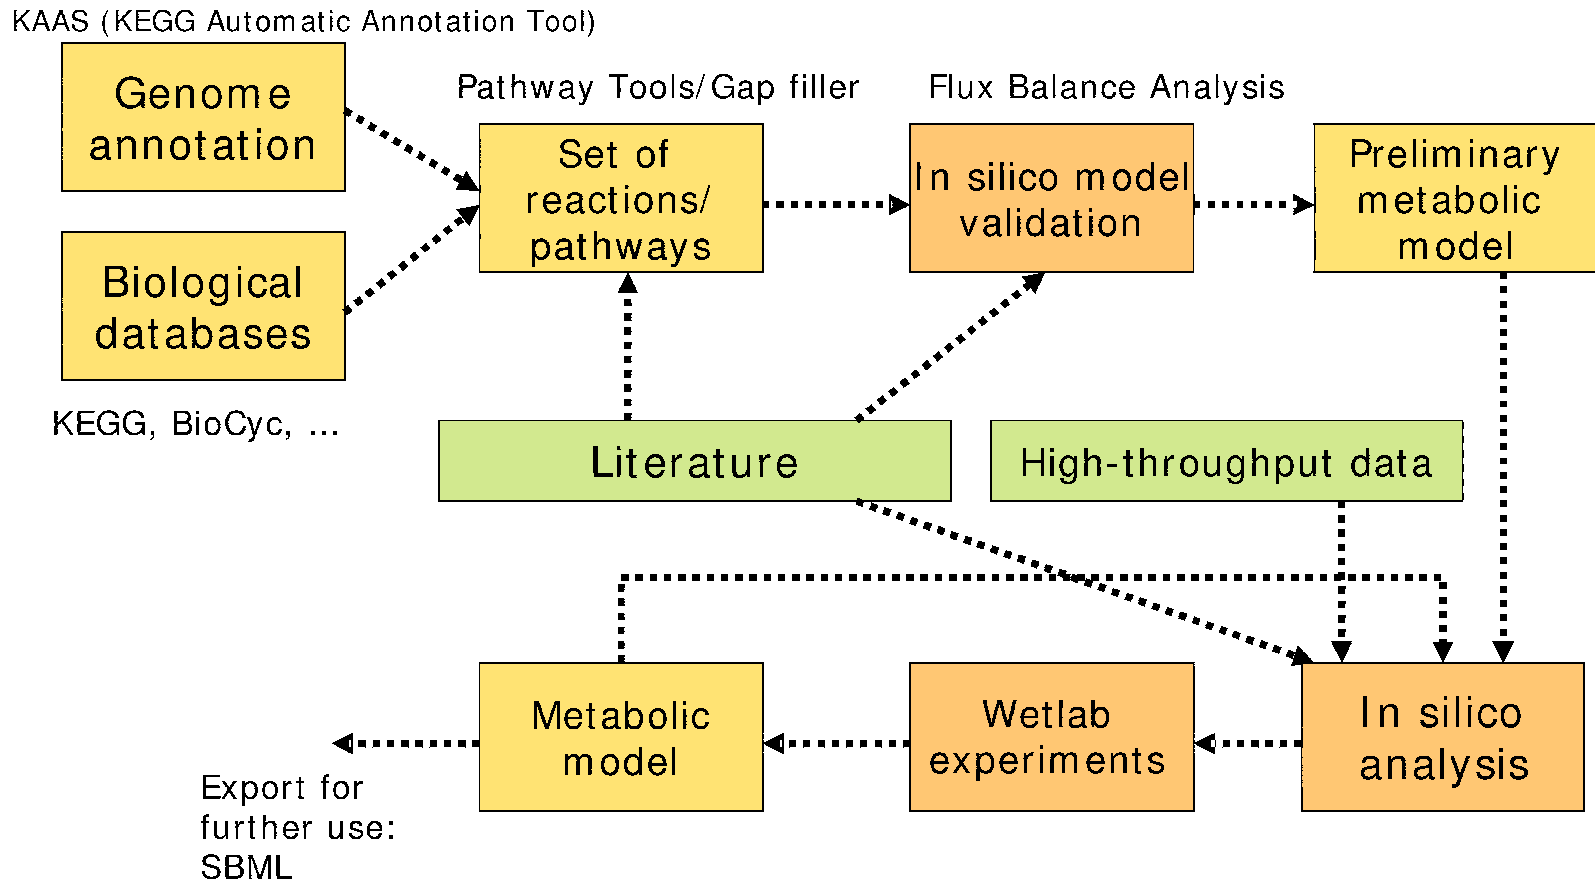 KAAS (KEGG Automatic Annotation Tool)
Genome
annotation
Pathway Tools/Gap filler
Flux Balance Analysis
Set of
reactions/
pathways
In silico model
validation
Preliminary
metabolic
model
Biological
databases
KEGG, BioCyc, ...
Literature
High-throughput data
Metabolic
model
Wetlab
experiments
In silico
analysis
Export for
further use:
SBML